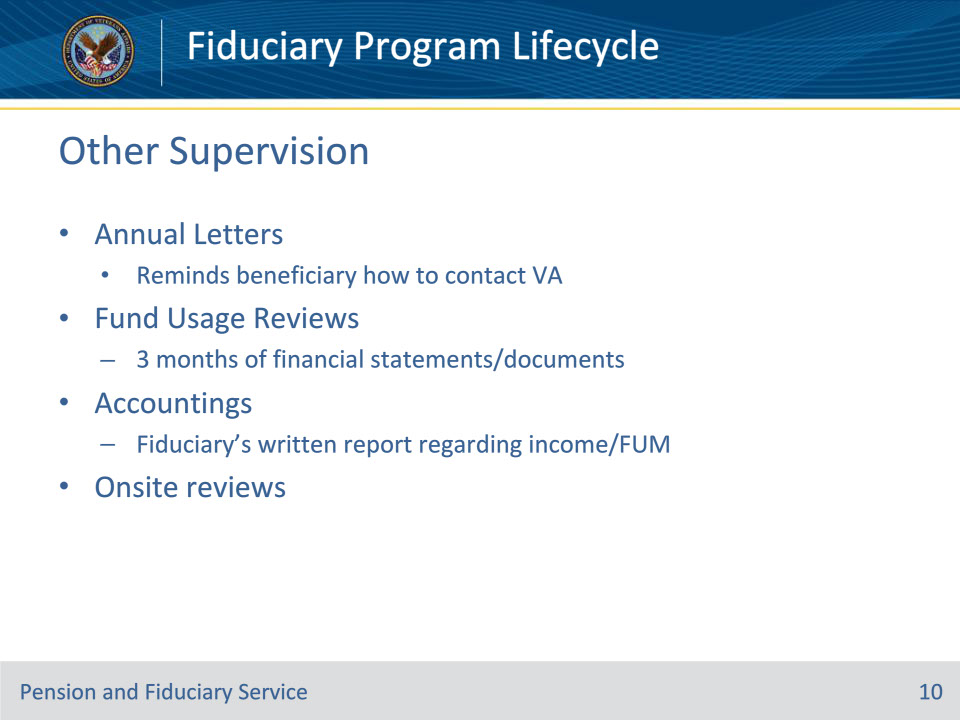 DEPARTMENT OF VETERANS AFFAIRS
UNITED STATES OF AMERICA
Fiduciary Program Lifecycle
Other Supervision
• Annual Letters
• Reminds beneficiary how to contact VA
• Fund Usage Reviews
– 3 months of financial statements/documents
• Accountings
– Fiduciary’s written report regarding income/FUM
• Onsite reviews
Pension and Fiduciary Service
10